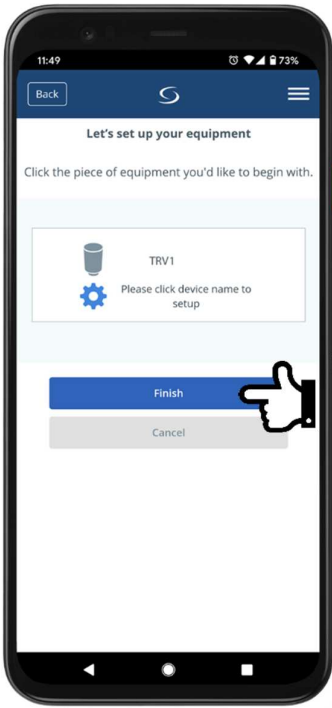 11:49 73%
Back
Let's set up your equipment
Click the piece of equipment you'd like to begin with.
TRV1
Please click device name to
setup
Finish
Cancel